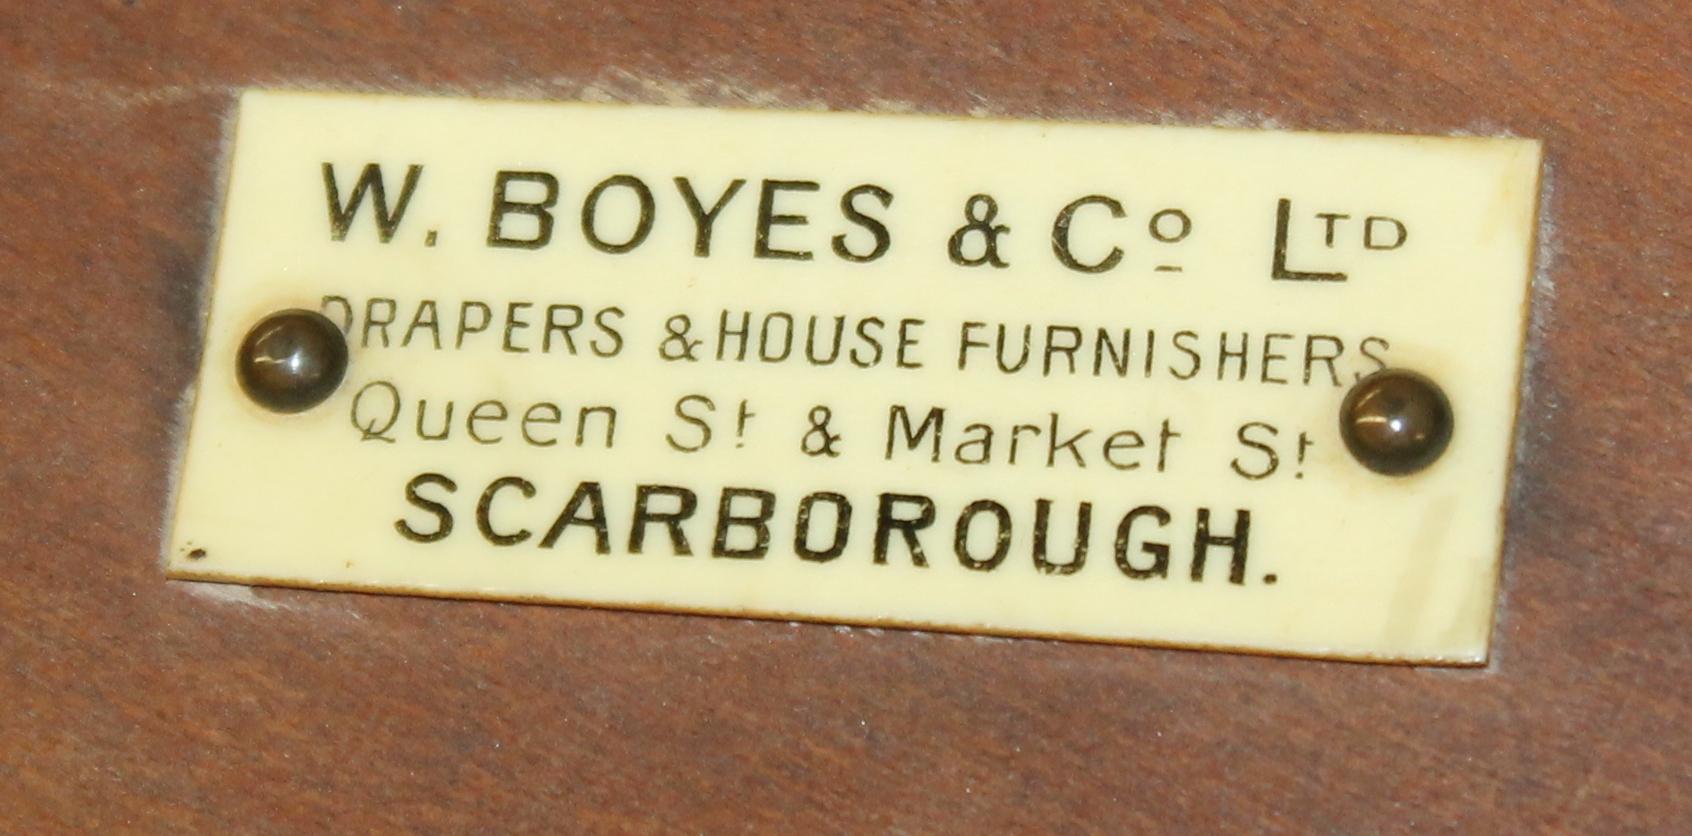 W. BOYES & Cº LTD
DRAPERS & HOUSE FURNISHERS
Queen St & Market St
SCARBOROUGH.